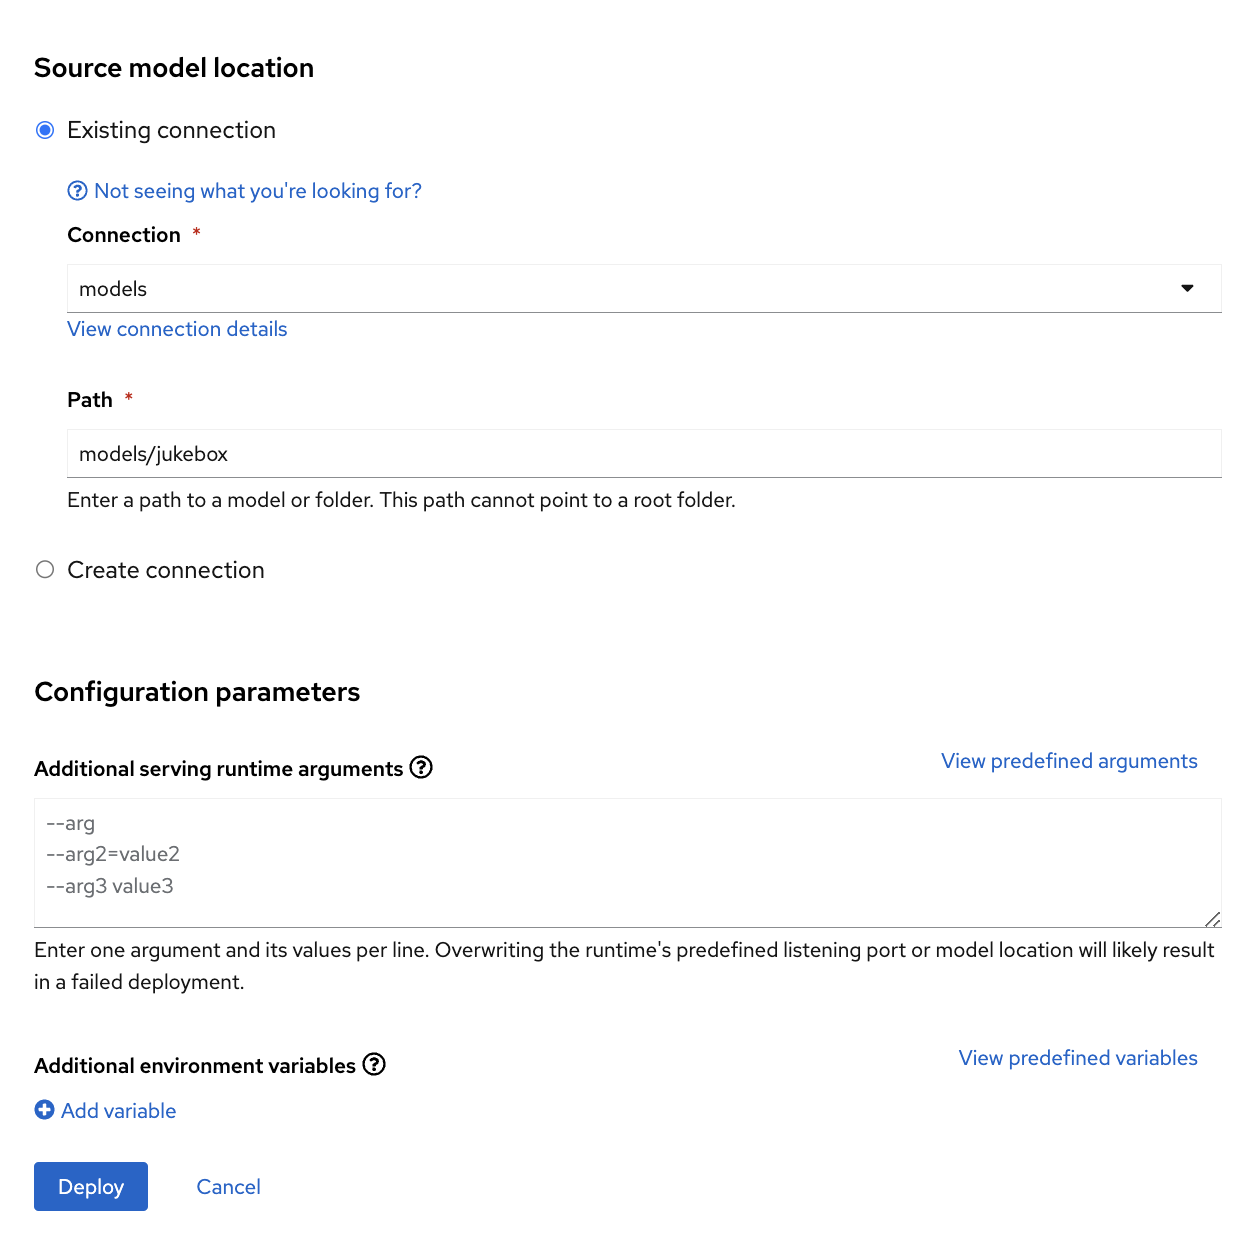 Source model location
Existing connection
Not seeing what you're looking for?
Connection *
models
View connection details
Path *
models/jukebox
Enter a path to a model or folder. This path cannot point to a root folder.
Create connection
Configuration parameters
Additional serving runtime arguments
View predefined arguments
--arg
--arg2=value2
--arg3 value3
Enter one argument and its values per line. Overwriting the runtime's predefined listening port or model location will likely result
in a failed deployment.
Additional environment variables
View predefined variables
Add variable
Deploy
Cancel